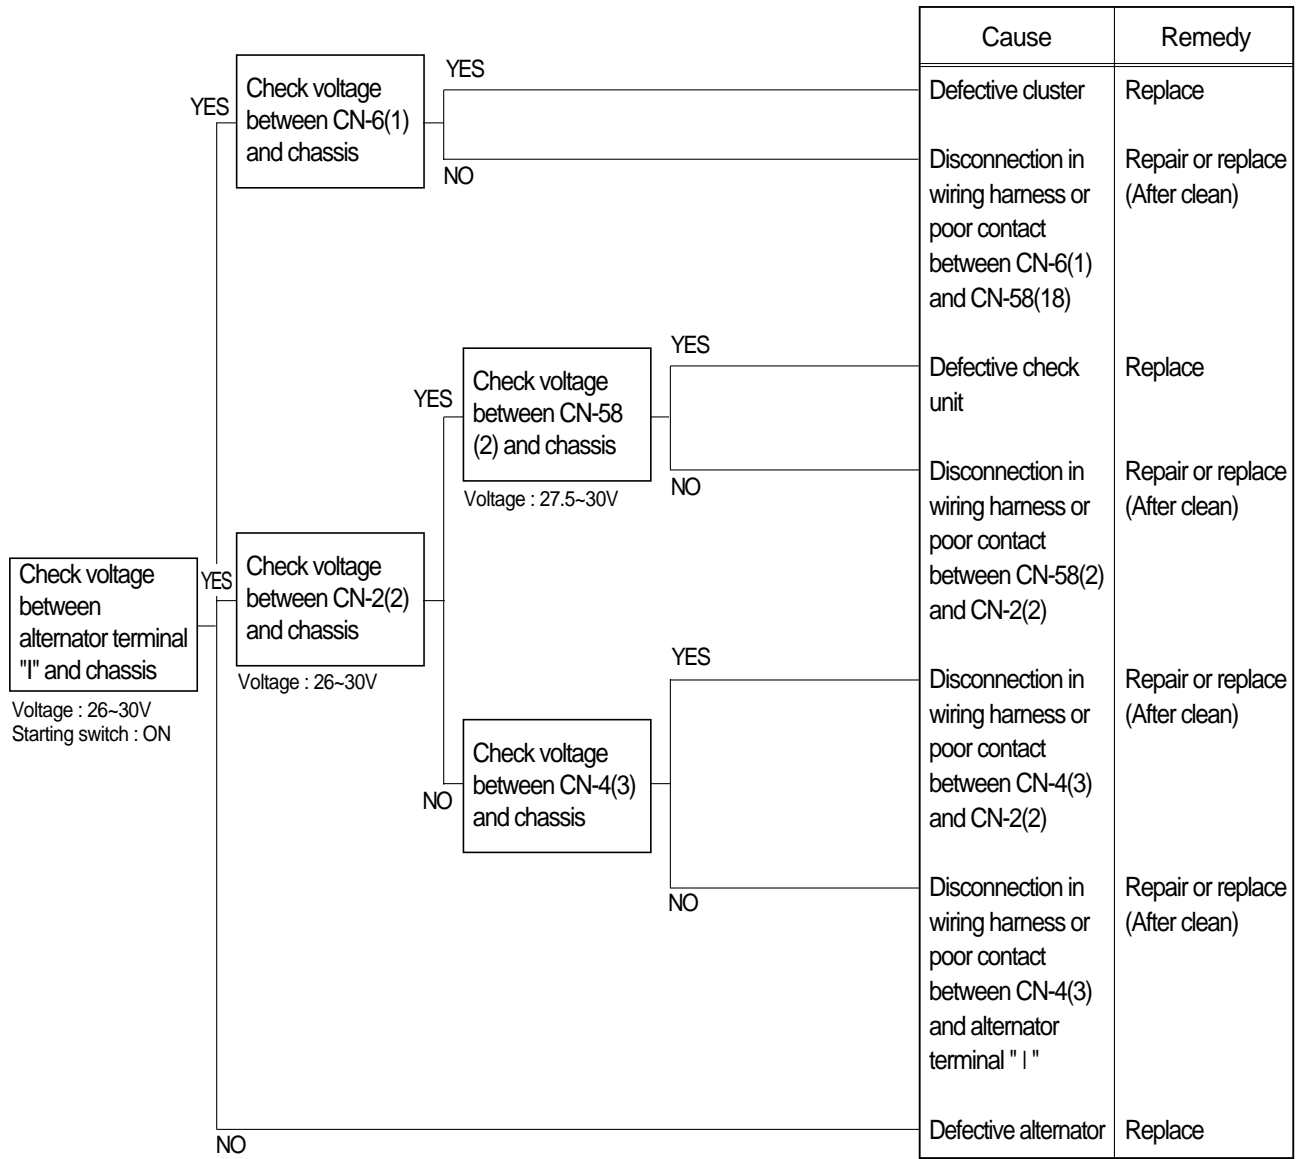 Cause
Remedy
YES
Check voltage
between CN-6(1)
and chassis
YES
NO
Defective cluster
Replace
Disconnection in
wiring harness or
poor contact
between CN-6(1)
and CN-58(18)
Repair or replace
(After clean)
YES
Check voltage
between CN-58
(2) and chassis
Voltage : 27.5~30V
YES
NO
Defective check
unit
Replace
Disconnection in
wiring harness or
poor contact
between CN-58(2)
and CN-2(2)
Repair or replace
(After clean)
Check voltage
between
alternator terminal
"I" and chassis
Voltage : 26~30V
Starting switch : ON
YES
Check voltage
between CN-2(2)
and chassis
Voltage : 26~30V
NO
Check voltage
between CN-4(3)
and chassis
YES
NO
Disconnection in
wiring harness or
poor contact
between CN-4(3)
and CN-2(2)
Repair or replace
(After clean)
Disconnection in
wiring harness or
poor contact
between CN-4(3)
and alternator
terminal " I "
Repair or replace
(After clean)
NO
Defective alternator
Replace